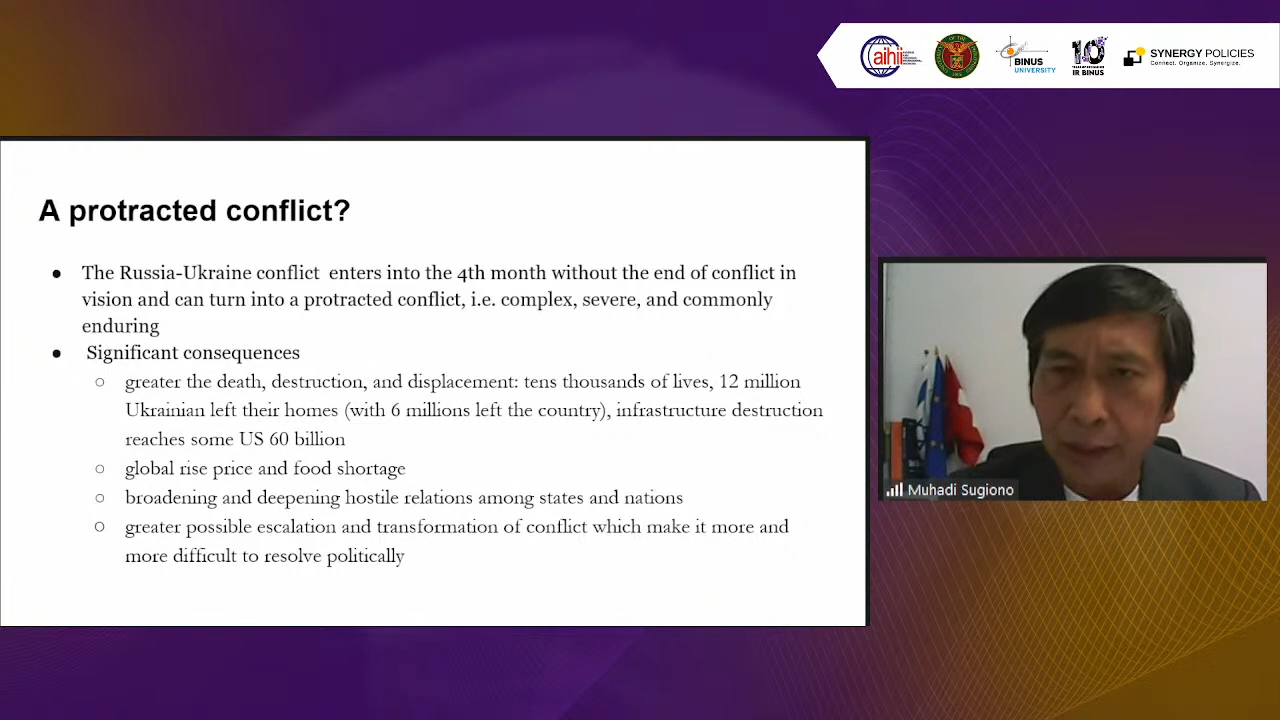 aihii
BINUS
UNIVERSITY
10
IR BINUS
SYNERGY POLICIES
Connect. Organize. Synergize.
A protracted conflict?
● The Russia-Ukraine conflict enters into the 4th month without the end of conflict in
vision and can turn into a protracted conflict, i.e. complex, severe, and commonly
enduring
● Significant consequences
○ greater the death, destruction, and displacement: tens thousands of lives, 12 million
Ukrainian left their homes (with 6 millions left the country), infrastructure destruction
reaches some US 60 billion
○ global rise price and food shortage
○ broadening and deepening hostile relations among states and nations
○ greater possible escalation and transformation of conflict which make it more and
more difficult to resolve politically
Muhadi Sugiono